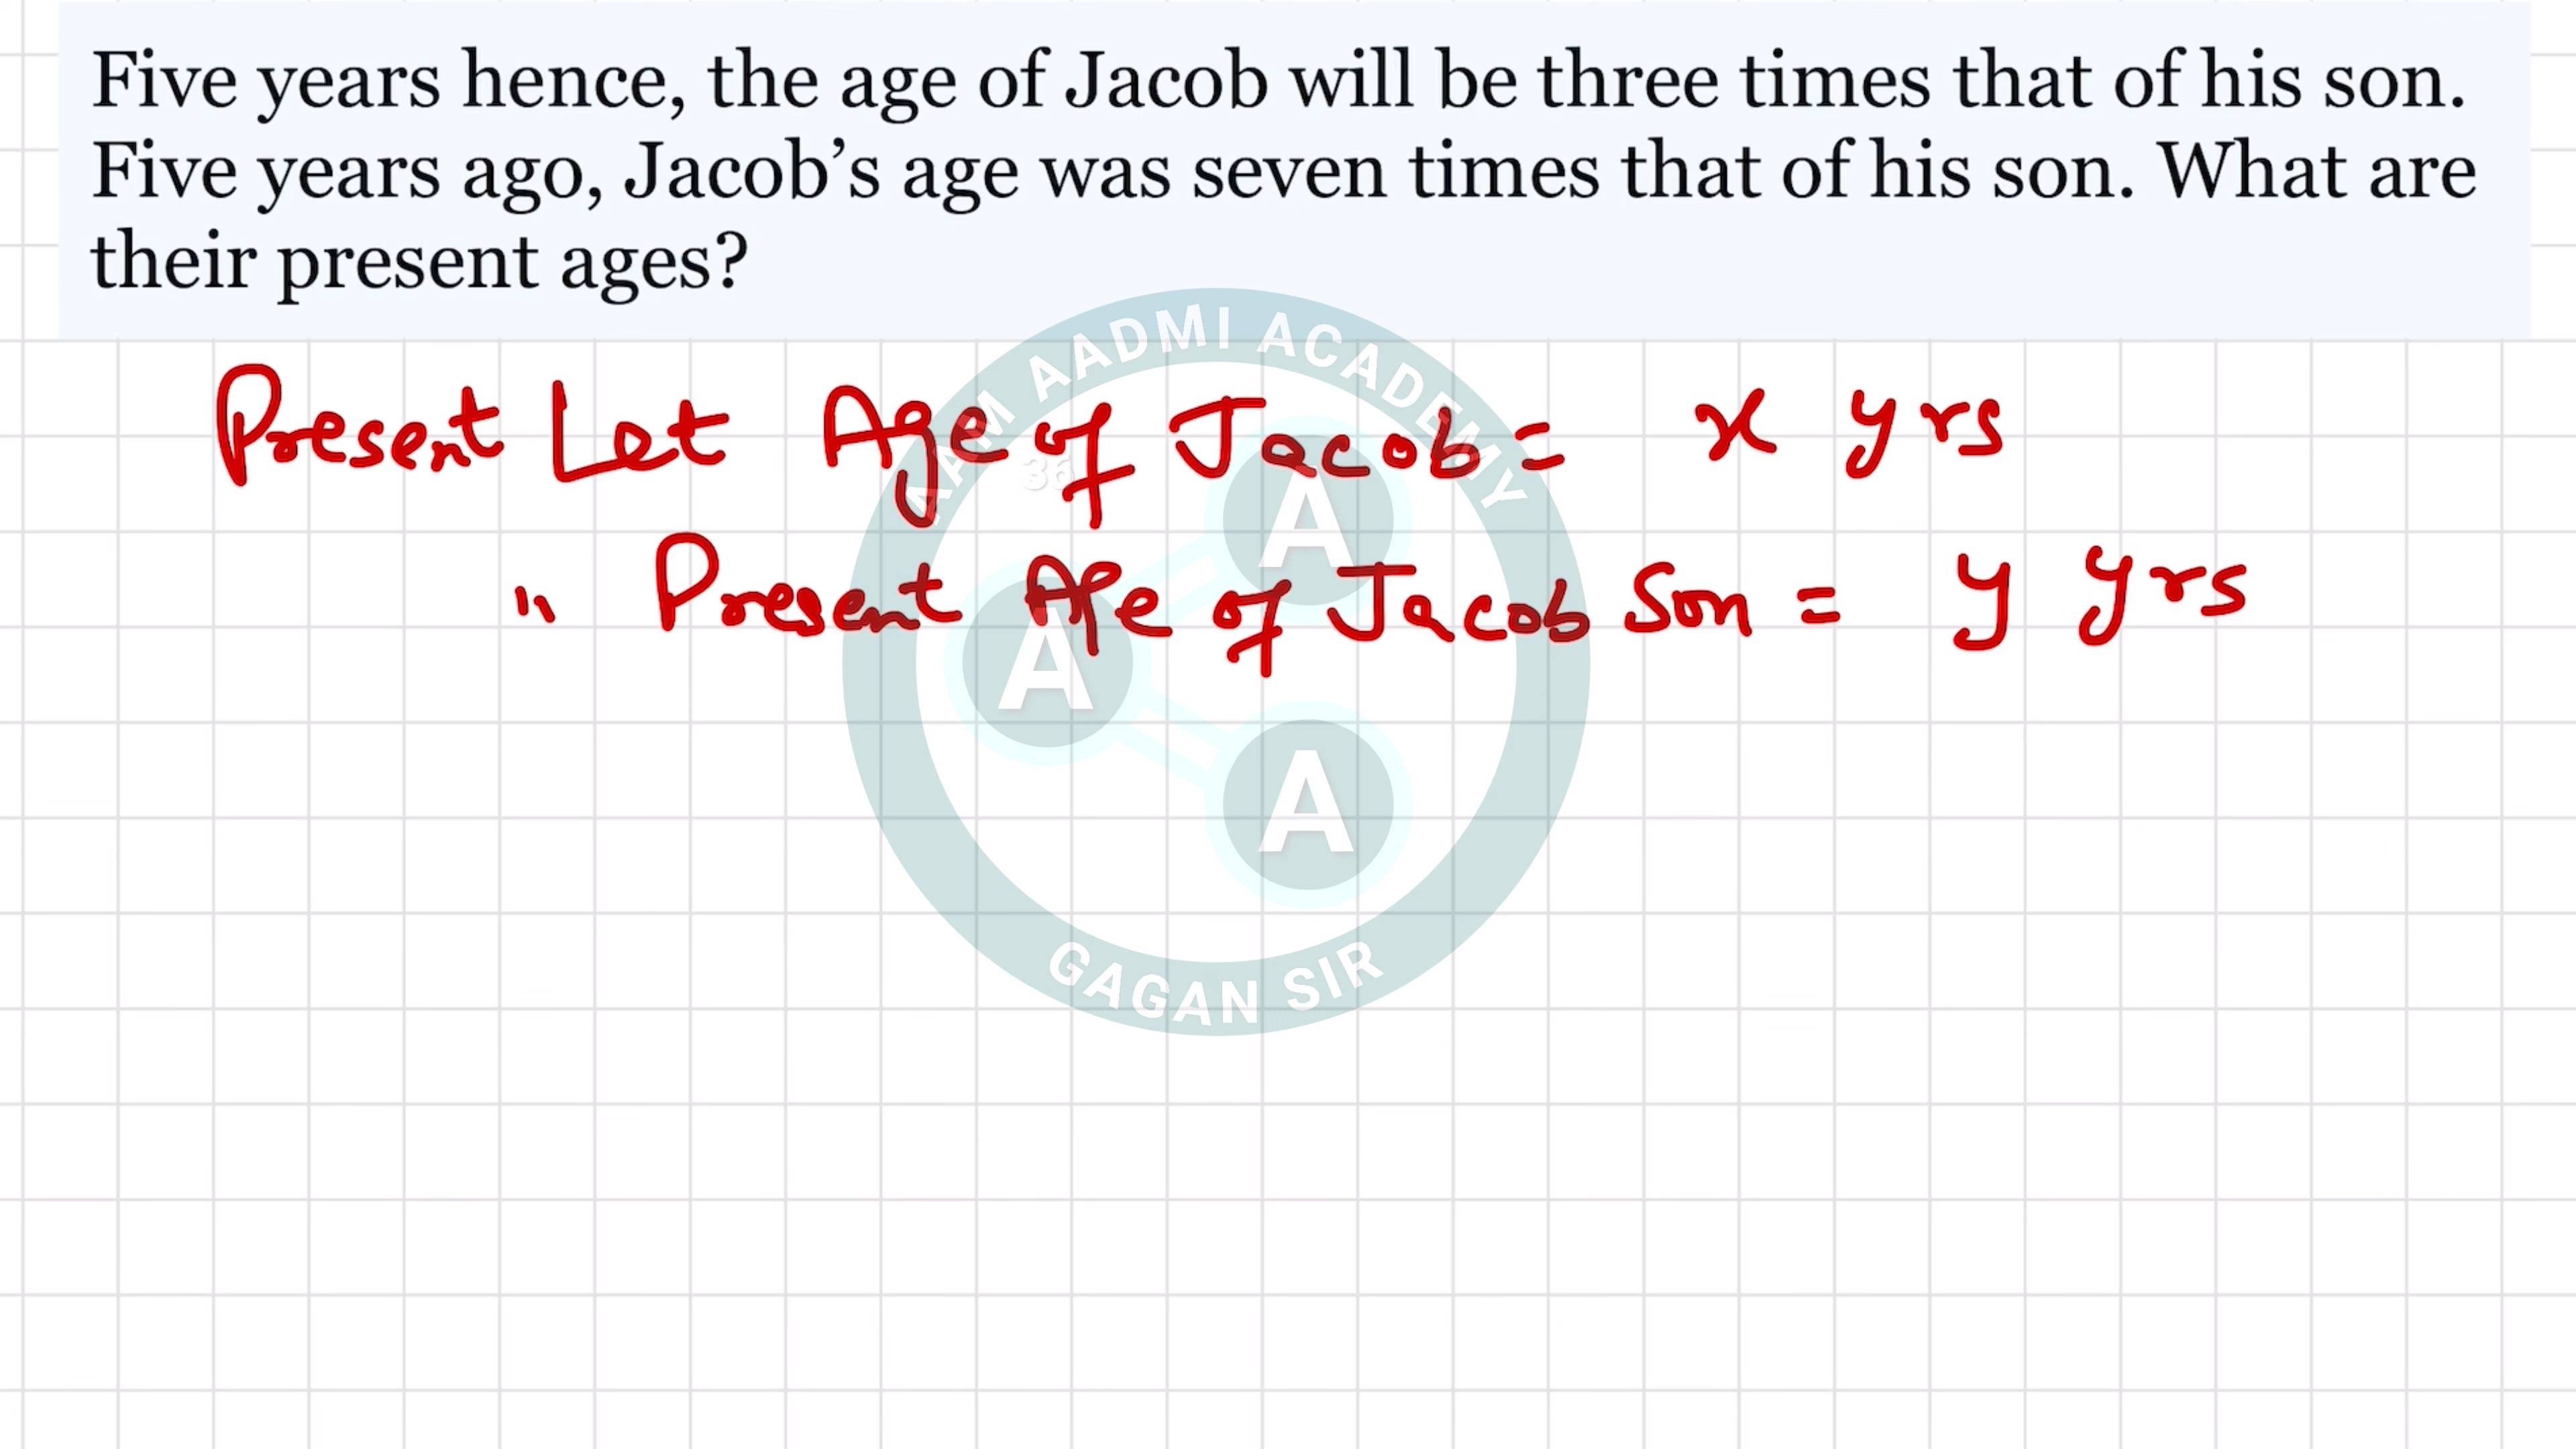 Five years hence, the age of Jacob will be three times that of his son.
Five years ago, Jacob’s age was seven times that of his son. What are
their present ages?
AAM AADMI ACADEMY
Present Let Age of Jacob = x yrs
36
A
" Present Age of Jacob Son = y yrs
A
A
GAGAN SIR